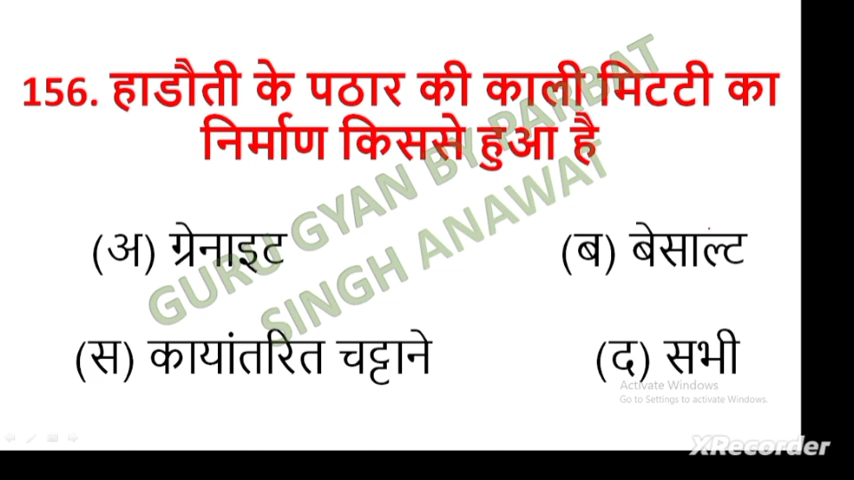 156. हाडौती के पठार की काली मिटटी का
निर्माण किससे हुआ है
GURU GYAN BY PARBAT
SINGH ANAWAT
(अ) ग्रेनाइट (ब) बेसाल्ट
(स) कायांतरित चट्टाने (द) सभी
Activate Windows
Go to Settings to activate Windows.
XRecorder